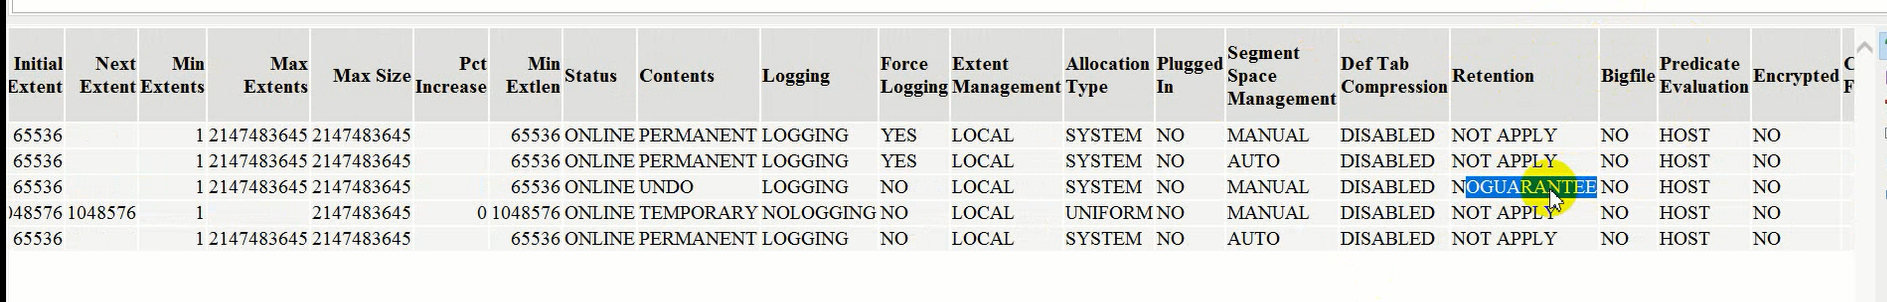 Initial Extent Next Extent Min Extents Max Extents Max Size Pct Increase Min Extlen Status Contents Logging Force Logging Extent Management Allocation Type Plugged In Segment Space Management Def Tab Compression Retention Bigfile Predicate Evaluation Encrypted
65536 1 2147483645 2147483645 65536 ONLINE PERMANENT LOGGING YES LOCAL SYSTEM NO MANUAL DISABLED NOT APPLY NO HOST NO
65536 1 2147483645 2147483645 65536 ONLINE PERMANENT LOGGING YES LOCAL SYSTEM NO AUTO DISABLED NOT APPLY NO HOST NO
65536 1 2147483645 2147483645 65536 ONLINE UNDO LOGGING NO LOCAL SYSTEM NO MANUAL DISABLED NOGUARANTEE NO HOST NO
048576 1048576 1 2147483645 0 1048576 ONLINE TEMPORARY NOLOGGING NO LOCAL UNIFORM NO MANUAL DISABLED NOT APPLY NO HOST NO
65536 1 2147483645 2147483645 65536 ONLINE PERMANENT LOGGING NO LOCAL SYSTEM NO AUTO DISABLED NOT APPLY NO HOST NO